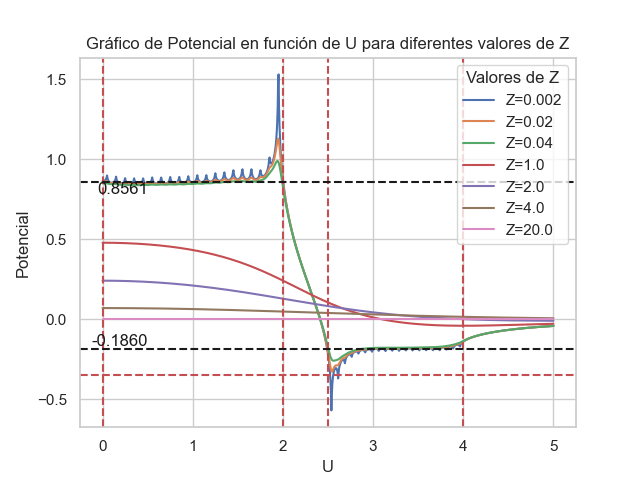 Gráfico de Potencial en función de U para diferentes valores de Z
Valores de Z
Z=0.002
Z=0.02
Z=0.04
Z=1.0
Z=2.0
Z=4.0
Z=20.0
1.5
1.0
0.5
0.0
−0.5
0.8561
-0.1860
Potencial
0 1 2 3 4 5
U